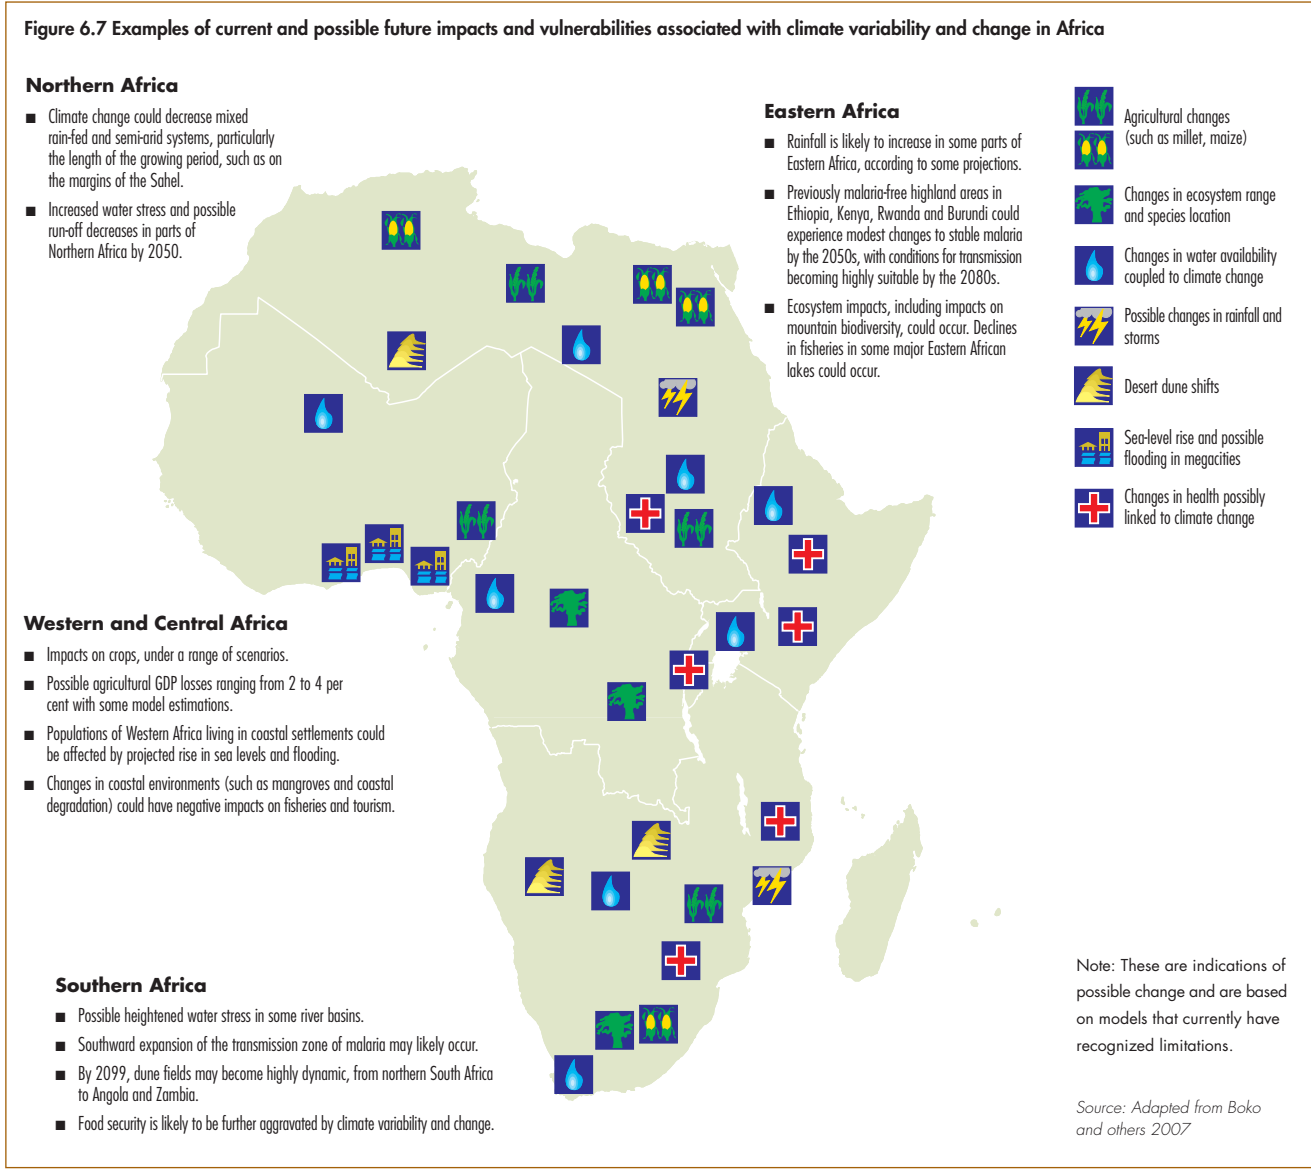 Figure 6.7 Examples of current and possible future impacts and vulnerabilities associated with climate variability and change in Africa
Northern Africa
■ Climate change could decrease mixed
rain-fed and semi-arid systems, particularly
the length of the growing period, such as on
the margins of the Sahel.
■ Increased water stress and possible
run-off decreases in parts of
Northern Africa by 2050.
Eastern Africa
■ Rainfall is likely to increase in some parts of
Eastern Africa, according to some projections.
■ Previously malaria-free highland areas in
Ethiopia, Kenya, Rwanda and Burundi could
experience modest changes to stable malaria
by the 2050s, with conditions for transmission
becoming highly suitable by the 2080s.
■ Ecosystem impacts, including impacts on
mountain biodiversity, could occur. Declines
in fisheries in some major Eastern African
lakes could occur.
Agricultural changes
(such as millet, maize)
Changes in ecosystem range
and species location
Changes in water availability
coupled to climate change
Possible changes in rainfall and
storms
Desert dune shifts
Sea-level rise and possible
flooding in megacities
Changes in health possibly
linked to climate change
Western and Central Africa
■ Impacts on crops, under a range of scenarios.
■ Possible agricultural GDP losses ranging from 2 to 4 per
cent with some model estimations.
■ Populations of Western Africa living in coastal settlements could
be affected by projected rise in sea levels and flooding.
■ Changes in coastal environments (such as mangroves and coastal
degradation) could have negative impacts on fisheries and tourism.
Southern Africa
■ Possible heightened water stress in some river basins.
■ Southward expansion of the transmission zone of malaria may likely occur.
■ By 2099, dune fields may become highly dynamic, from northern South Africa
to Angola and Zambia.
■ Food security is likely to be further aggravated by climate variability and change.
Note: These are indications of
possible change and are based
on models that currently have
recognized limitations.
Source: Adapted from Boko
and others 2007